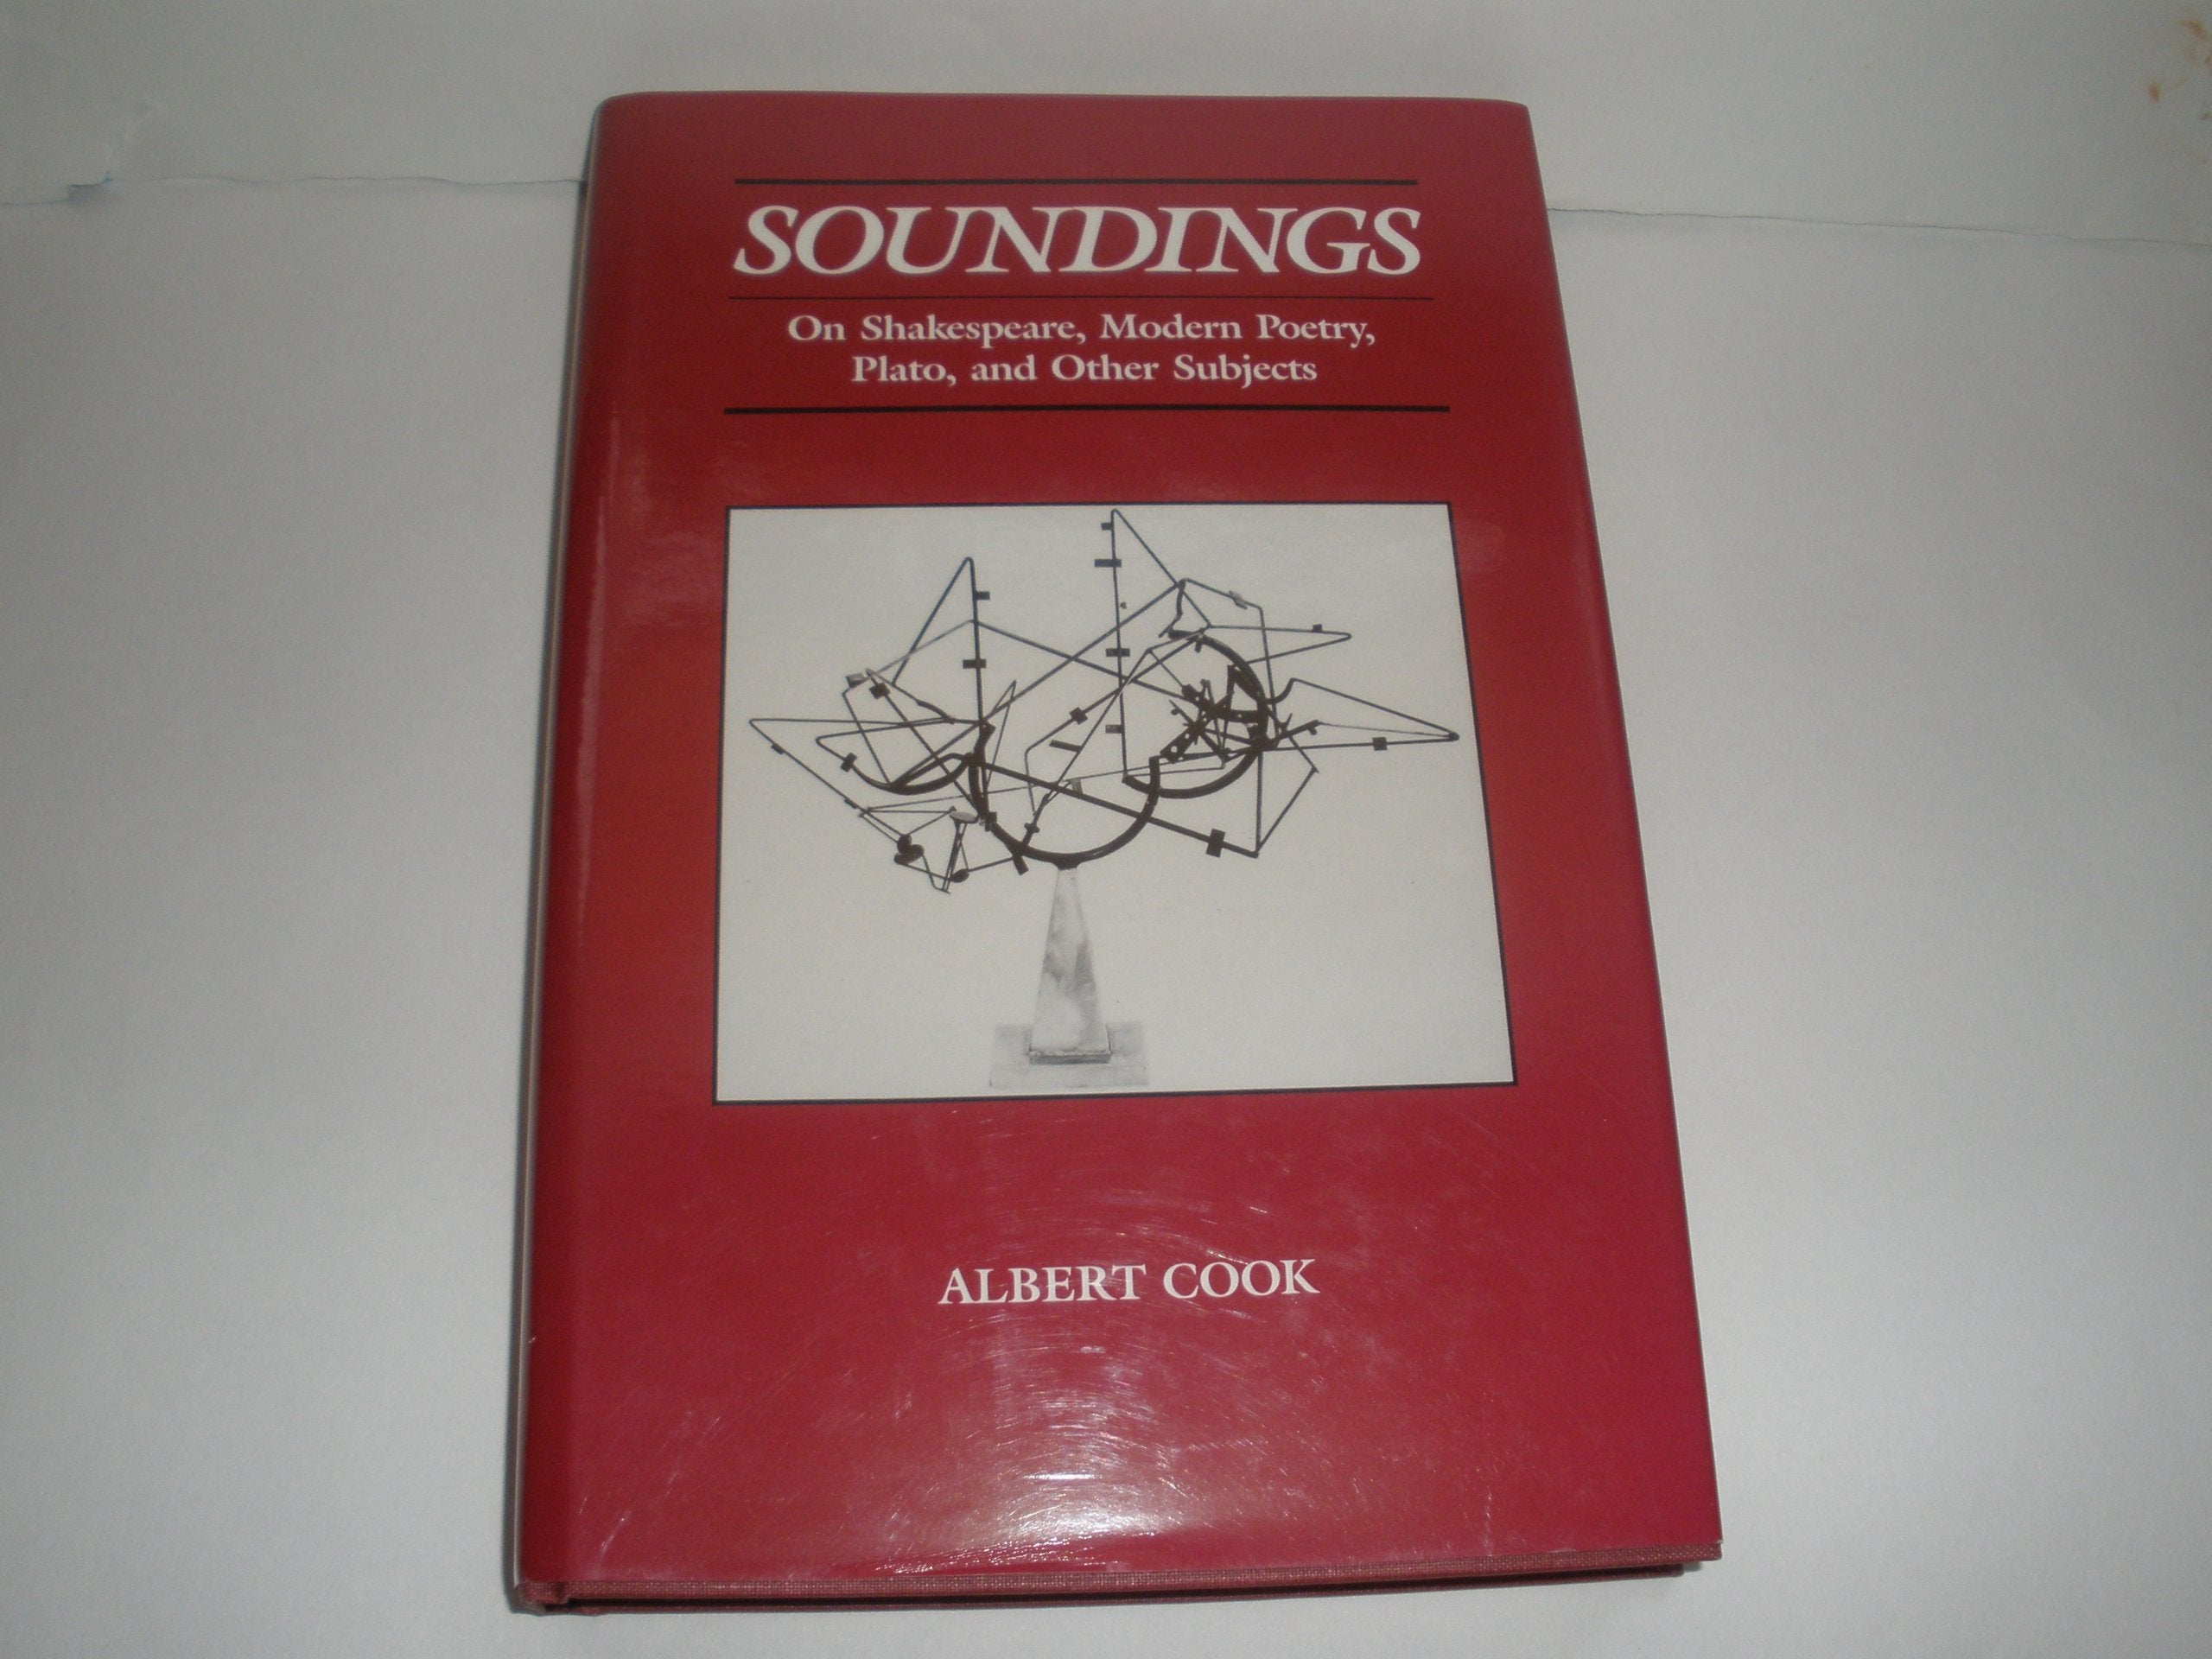 SOUNDINGS
On Shakespeare, Modern Poetry,
Plato, and Other Subjects
ALBERT COOK